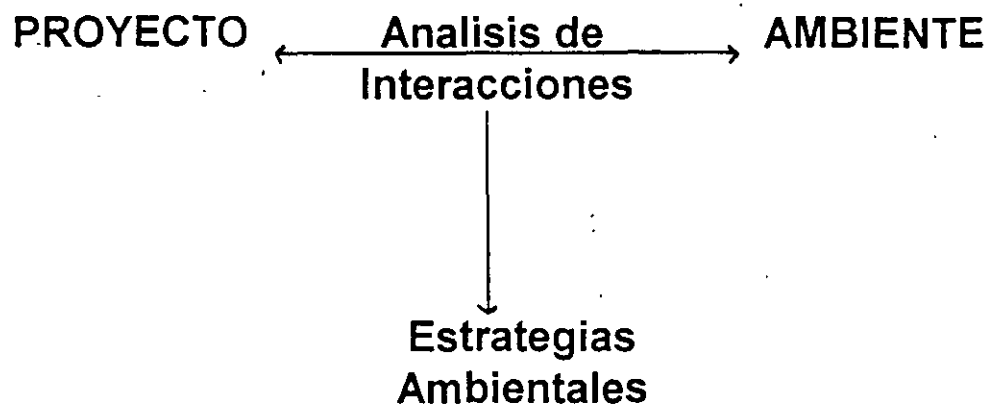 PROYECTO Analisis de AMBIENTE
Interacciones
Estrategias
Ambientales